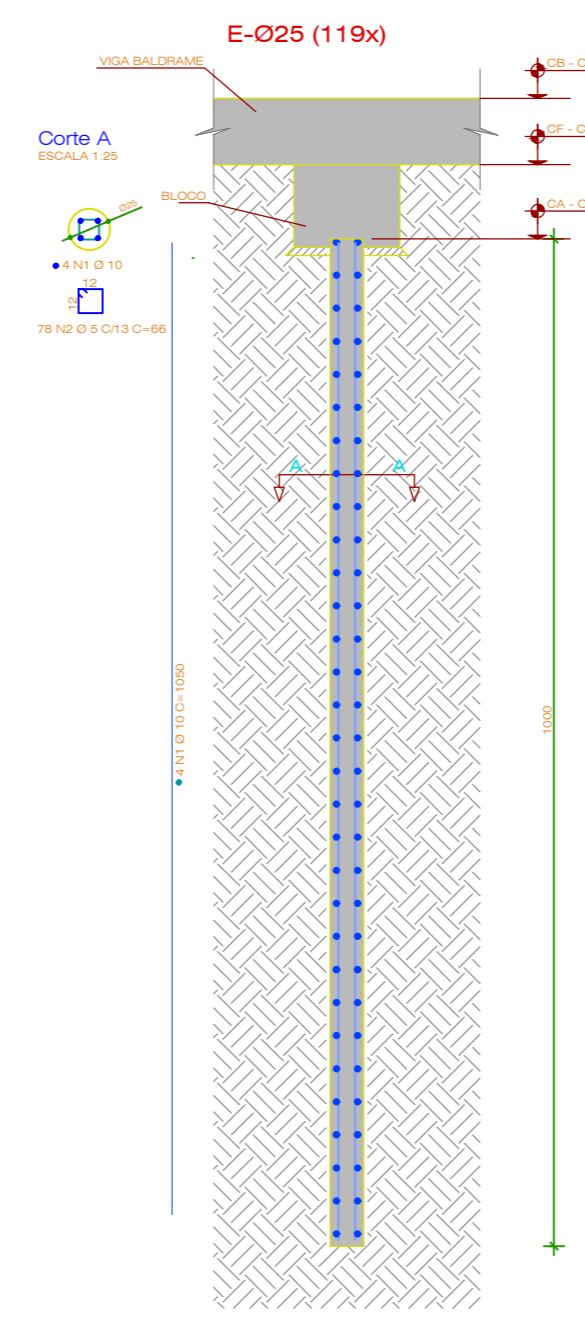 E-Ø25 (119x)
VIGA BALDRAME
CB - C
Corte A
ESCALA 1:25
CF - C
BLOCO
CA - C
Ø25
4 N1 Ø 10
12
12
78 N2 Ø 5 C/13 C=66
A
A
4 N1 Ø 10 C=1050
1000